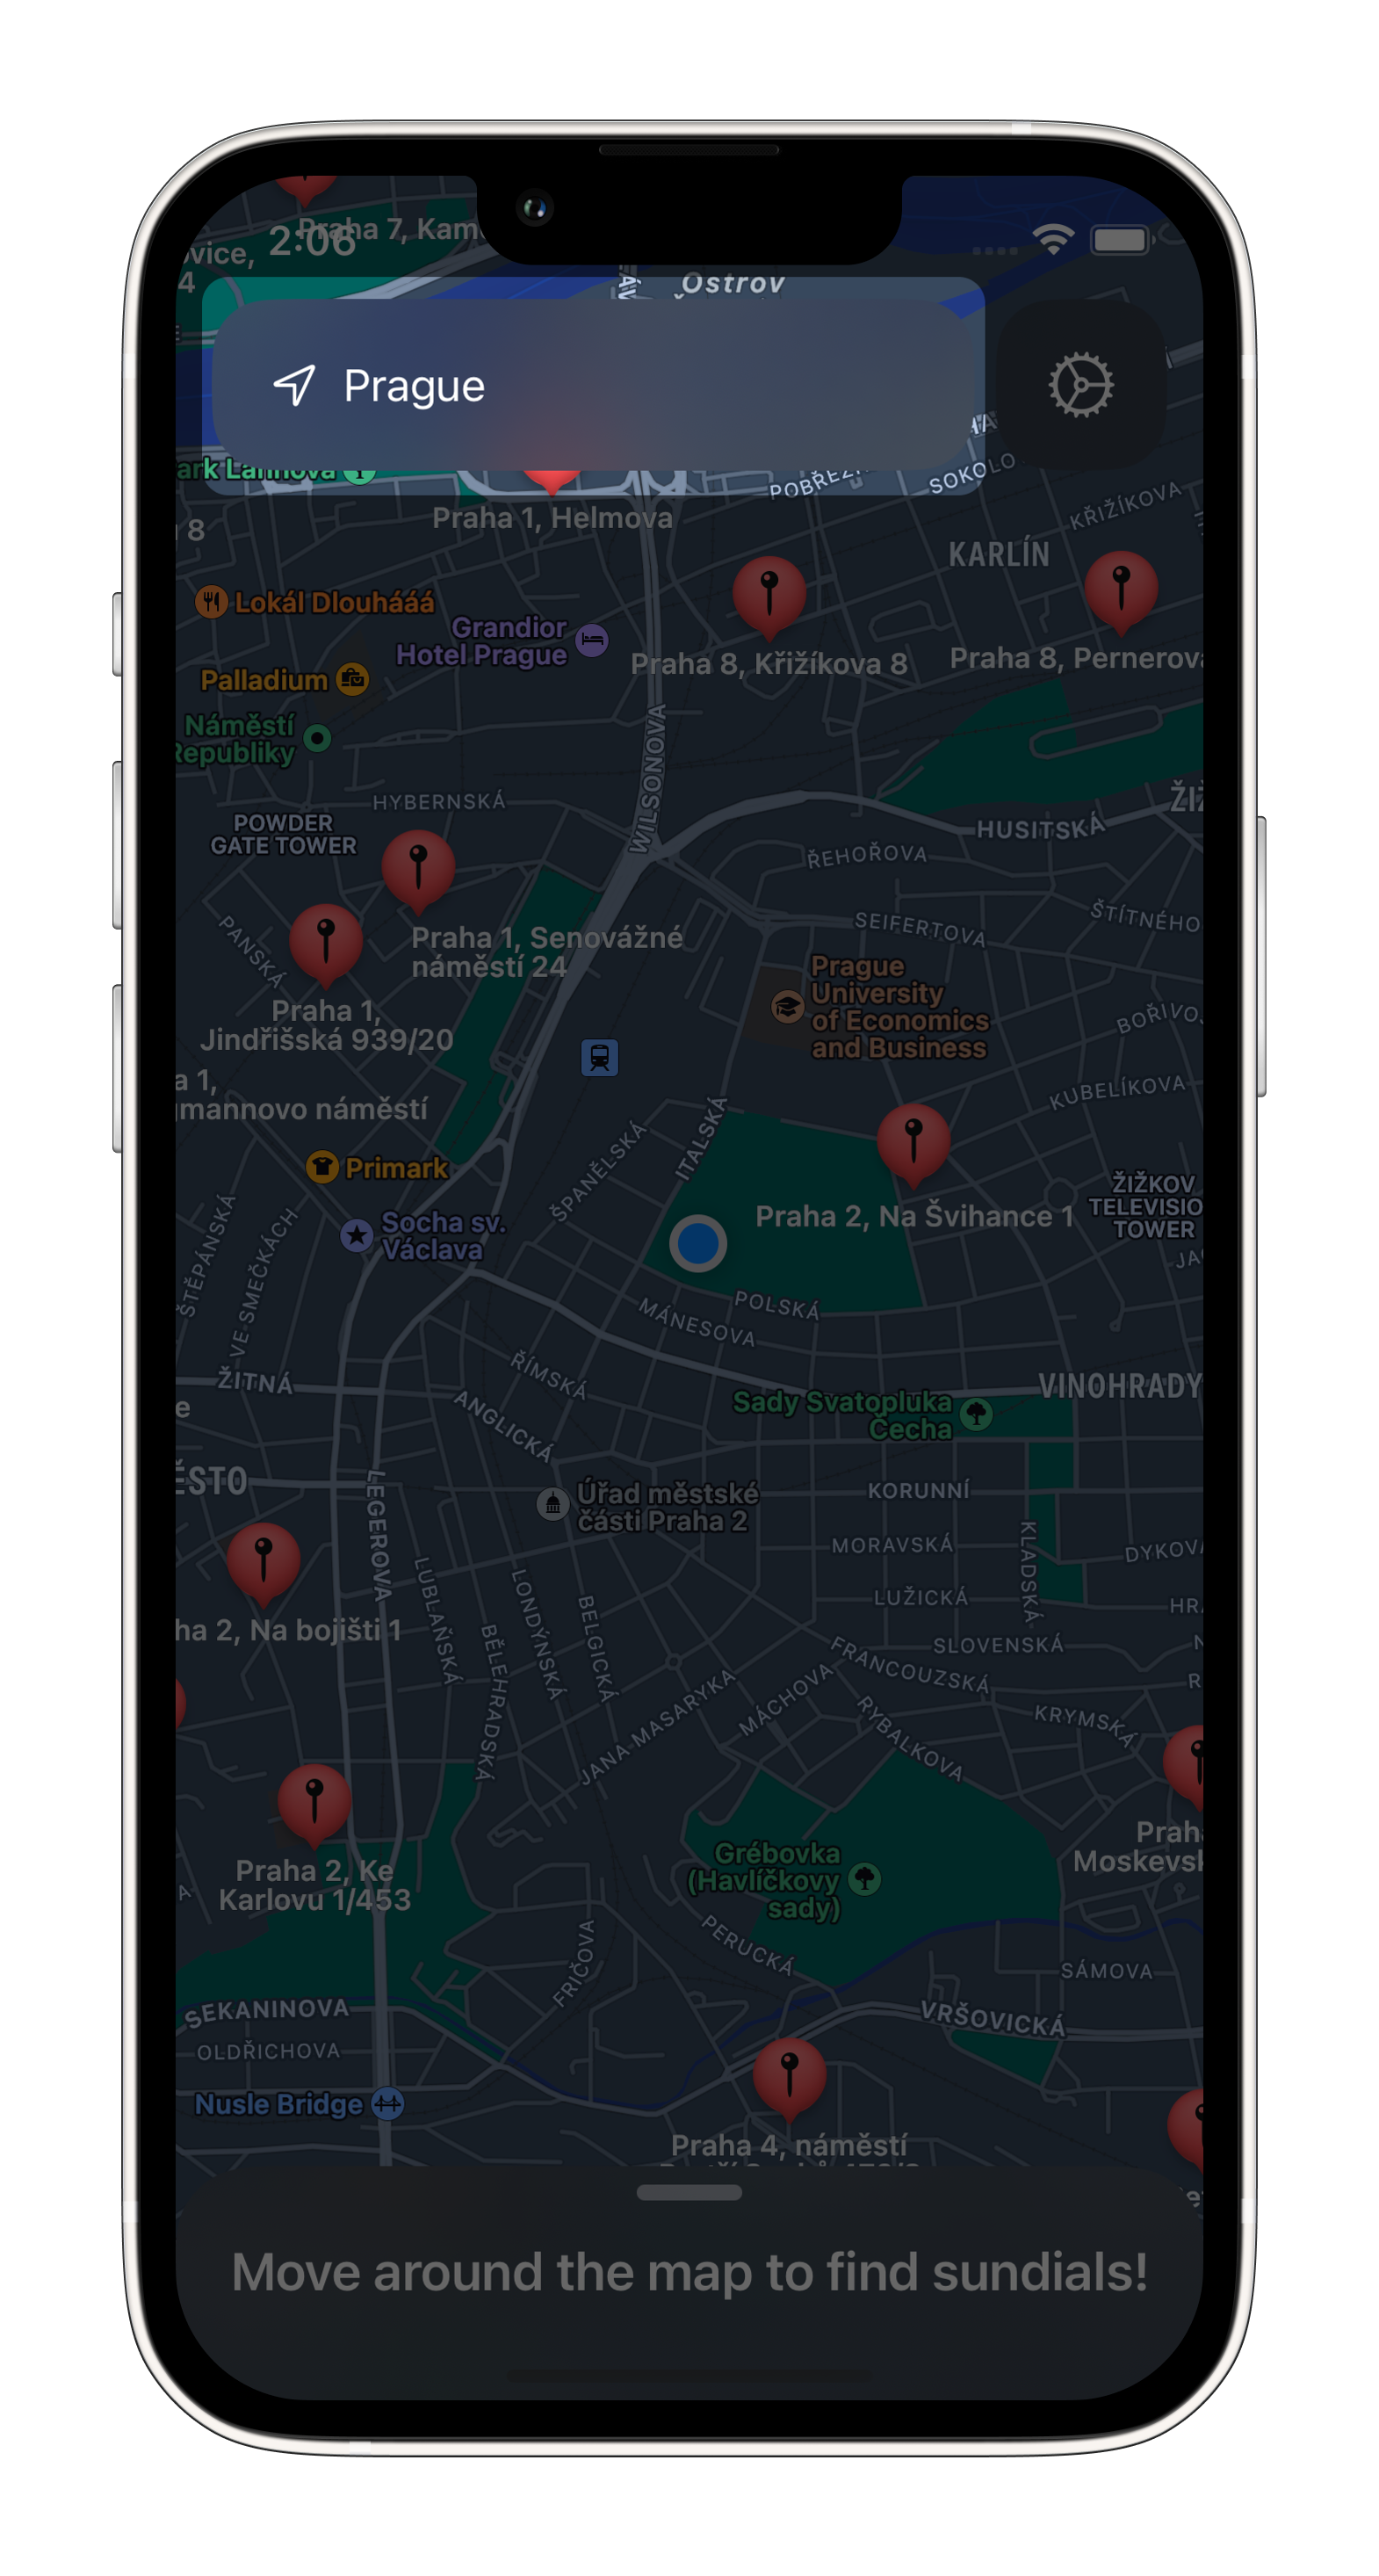 Praha 7, Kam
2:06
ovice,
4
Ostrov
Prague
ark Lannova
POBŘEŽN
SOKOLO
Praha 1, Helmova
8
KŘIŽÍKOVA
KARLÍN
Lokál Dlouhááá
Grandior
Hotel Prague
Praha 8, Křižíkova 8
Praha 8, Pernerova
Palladium
Náměstí
Republiky
WILSONOVA
HYBERNSKÁ
ŽIŽ
POWDER
GATE TOWER
HUSITSKÁ
ŘEHOŘOVA
PANSKÁ
SEIFERTOVA
ŠTÍTNÉHO
Praha 1, Senovážné
náměstí 24
Prague
University
of Economics
and Business
Praha 1,
Jindřišská 939/20
BOŘIVOJ
a 1,
gmannovo náměstí
KUBELÍKOVA
ITALSKÁ
ŠPANĚLSKÁ
Primark
Praha 2, Na Švihance 1
ŽIŽKOV
TELEVISIO
TOWER
Socha sv.
Václava
ŠTĚPÁNSKÁ
VE SMEČKÁCH
JAG
POLSKÁ
MÁNESOVA
ŘÍMSKÁ
ŽITNÁ
VINOHRADY
e
ANGLICKÁ
Sady Svatopluka
Čecha
ĚSTO
LEGEROVA
Úřad městské
části Praha 2
KORUNNÍ
MORAVSKÁ
KLADSKÁ
DYKOVA
LUŽICKÁ
HRA
LUBLAŇSKÁ
LONDÝNSKÁ
BELGICKÁ
ha 2, Na bojišti 1
BĚLEHRADSKÁ
SLOVENSKÁ
N
FRANCOUZSKÁ
R
JANA MASARYKA
MÁCHOVA
RYBALKOVA
KRYMSKÁ
Praha
Moskevsk
Praha 2, Ke
Karlovu 1/453
Grébovka
(Havlíčkovy
sady)
PERUCKÁ
FRIČOVA
SÁMOVA
SEKANINOVA
VRŠOVICKÁ
OLDŘICHOVA
Nusle Bridge
Praha 4, náměstí
Move around the map to find sundials!